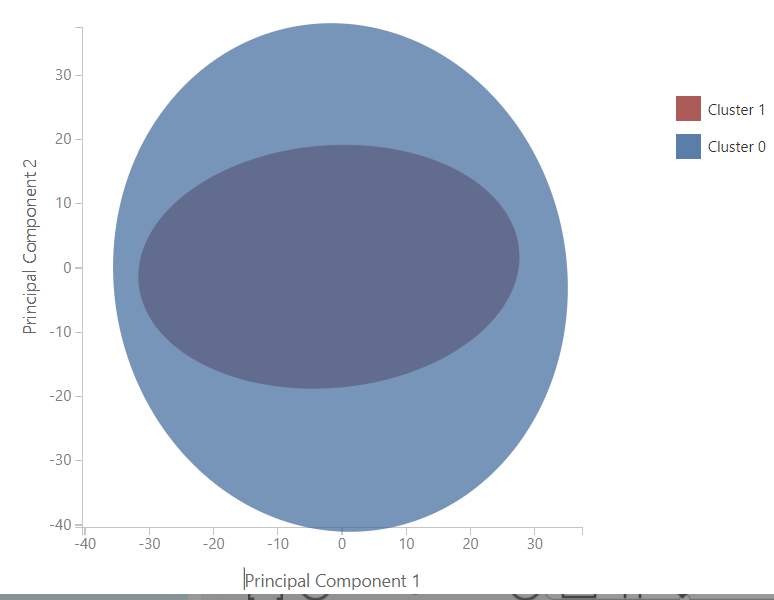 30
20
10
0
-10
-20
-30
-40
Principal Component 2
-40 -30 -20 -10 0 10 20 30
Principal Component 1
Cluster 1
Cluster 0